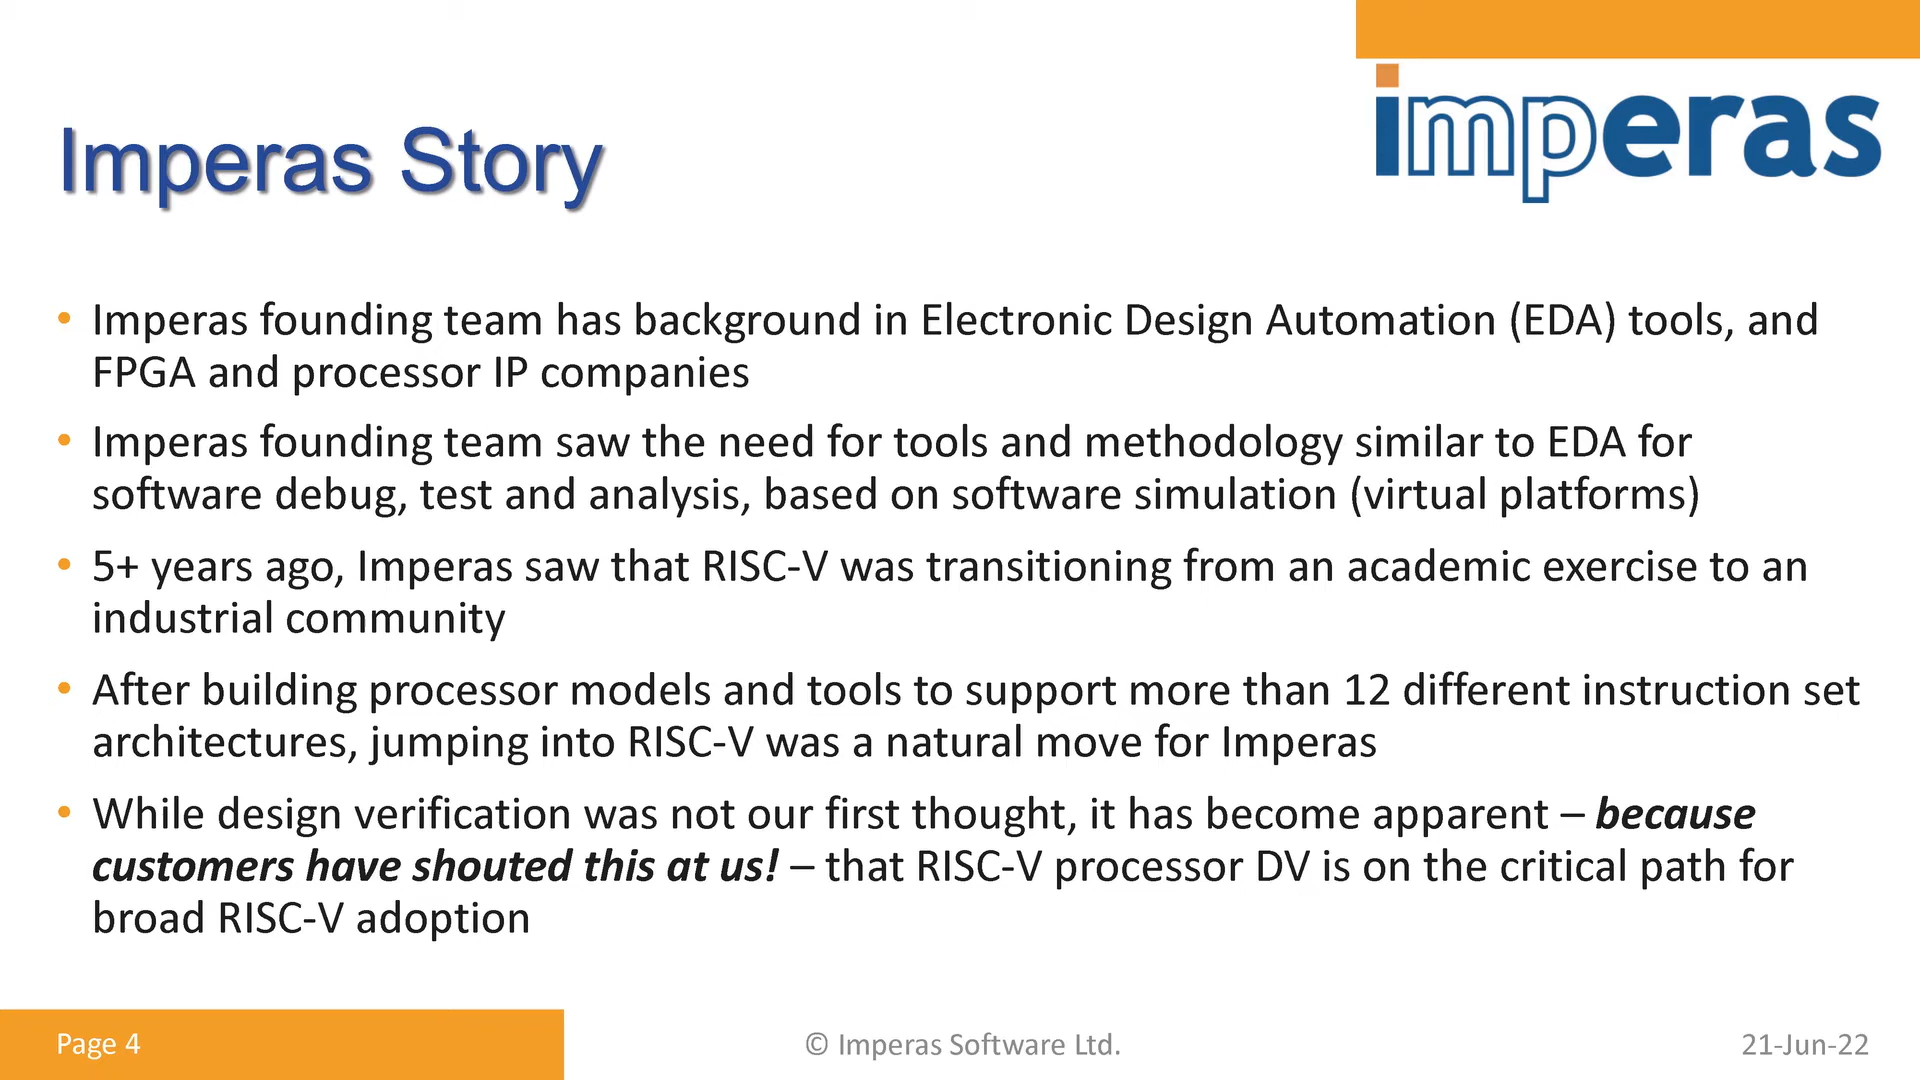 imperas
Imperas Story
• Imperas founding team has background in Electronic Design Automation (EDA) tools, and
FPGA and processor IP companies
• Imperas founding team saw the need for tools and methodology similar to EDA for
software debug, test and analysis, based on software simulation (virtual platforms)
• 5+ years ago, Imperas saw that RISC-V was transitioning from an academic exercise to an
industrial community
• After building processor models and tools to support more than 12 different instruction set
architectures, jumping into RISC-V was a natural move for Imperas
• While design verification was not our first thought, it has become apparent – because
customers have shouted this at us! – that RISC-V processor DV is on the critical path for
broad RISC-V adoption
Page 4
© Imperas Software Ltd.
21-Jun-22